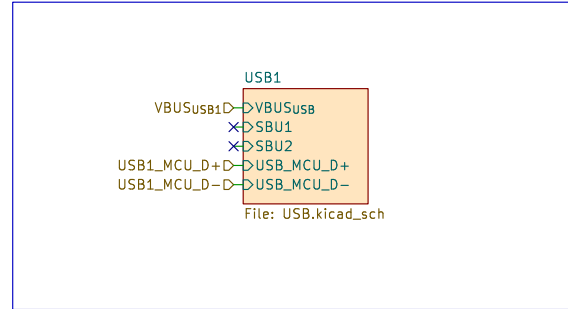 USB1
VBUSUSB1 VBUSUSB
SBU1
SBU2
USB1_MCU_D+ USB_MCU_D+
USB1_MCU_D- USB_MCU_D-
File: USB.kicad_sch